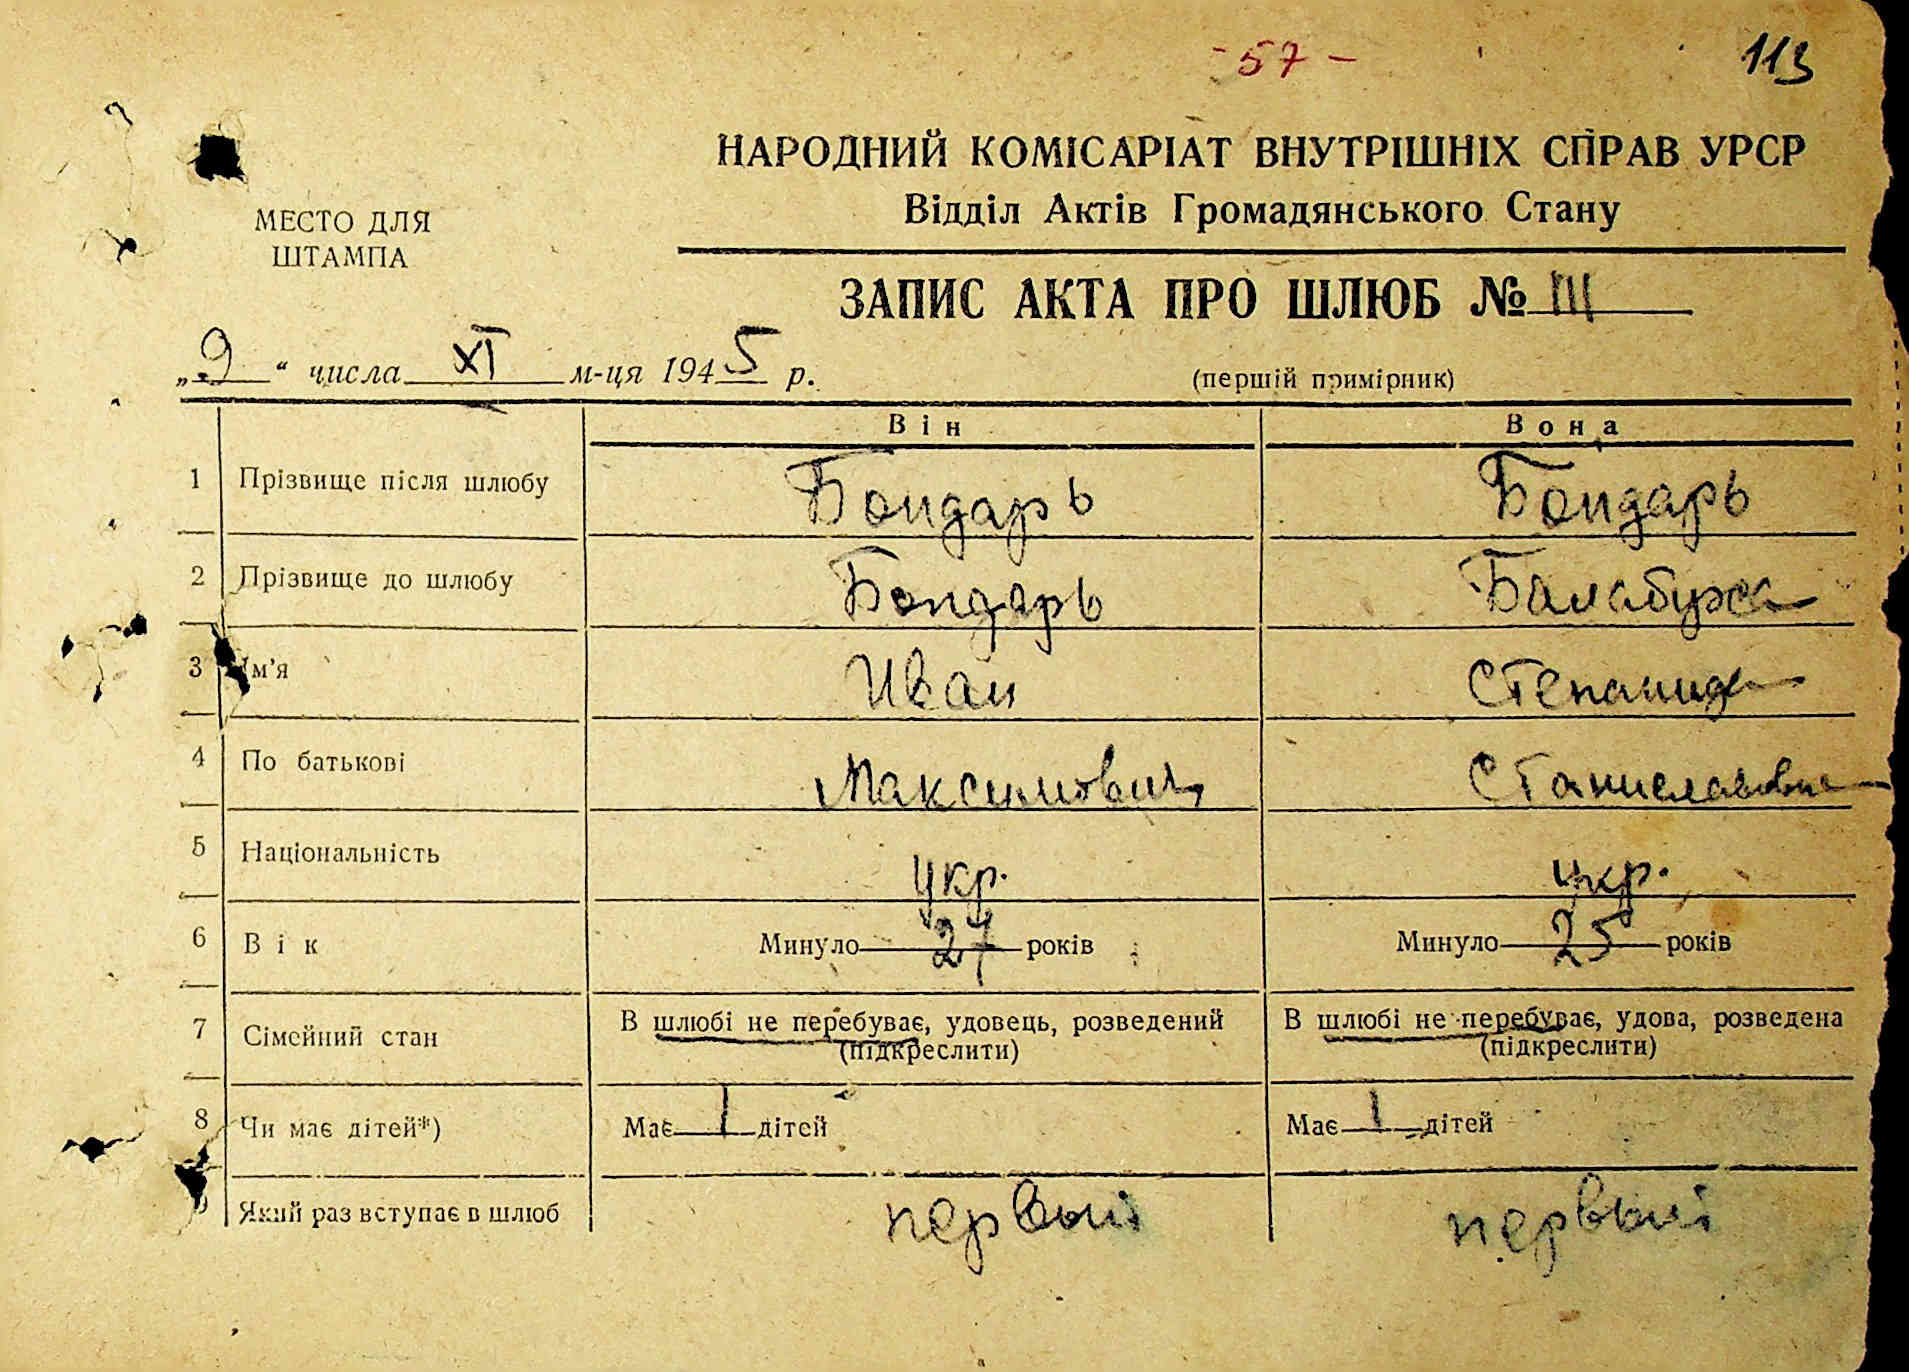 - 57 -
113
НАРОДНИЙ КОМІСАРІАТ ВНУТРІШНІХ СПРАВ УРСР
Відділ Актів Громадянського Стану
МЕСТО ДЛЯ
ШТАМПА
ЗАПИС АКТА ПРО ШЛЮБ № 111
„9“ числа XI м-ця 1945 р.
(першій примірник)
Він Вона
1 Прізвище після шлюбу Бондарь Бондарь
2 Прізвище до шлюбу Бондарь Балабуха
3 Ім'я Иван Степанида
4 По батькові Максимович Станиславовна
5 Національність укр. укр.
6 Вік Минуло 27 років Минуло 25 років
7 Сімейний стан В шлюбі не перебуває, удовець, розведений В шлюбі не перебуває, удова, розведена
(підкреслити) (підкреслити)
8 Чи має дітей*) Має 1 дітей Має 1 дітей
Який раз вступає в шлюб первый первый